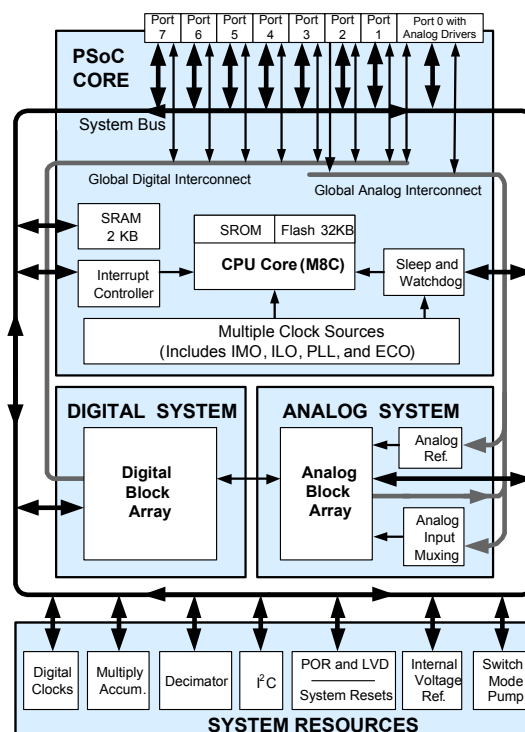 Port 7
Port 6
Port 5
Port 4
Port 3
Port 2
Port 1
Port 0 with
Analog Drivers
PSoC
CORE
System Bus
Global Digital Interconnect
Global Analog Interconnect
SRAM
2 KB
SROM
Flash 32KB
CPU Core (M8C)
Interrupt
Controller
Sleep and
Watchdog
Multiple Clock Sources
(Includes IMO, ILO, PLL, and ECO)
DIGITAL SYSTEM
ANALOG SYSTEM
Digital
Block
Array
Analog
Block
Array
Analog
Ref.
Analog
Input
Muxing
Digital
Clocks
Multiply
Accum.
Decimator
I²C
POR and LVD
System Resets
Internal
Voltage
Ref.
Switch
Mode
Pump
SYSTEM RESOURCES